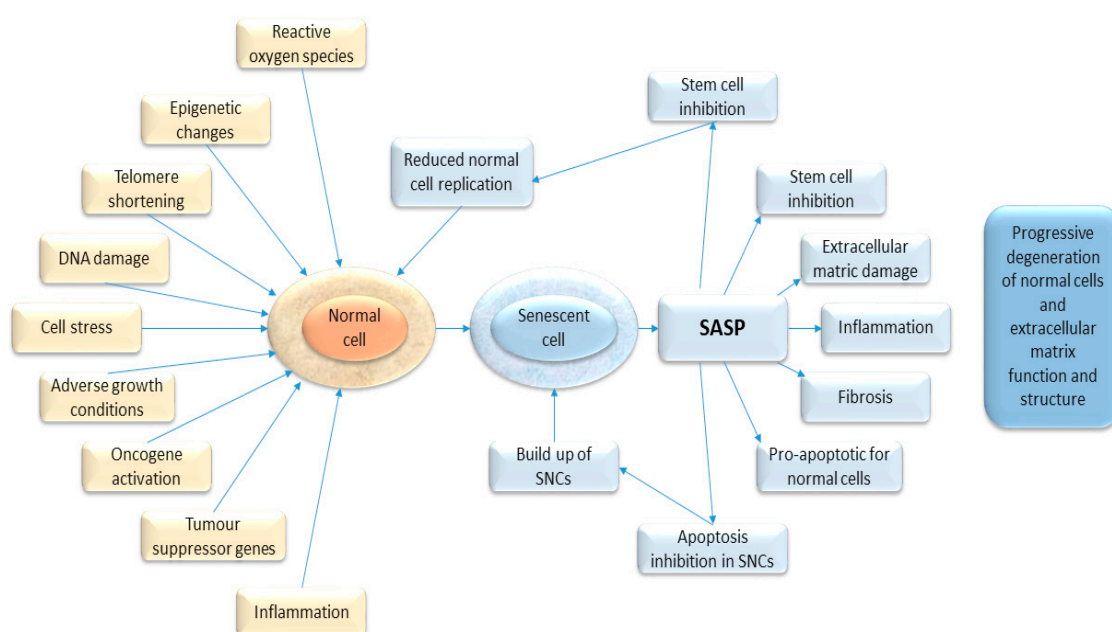 Reactive
oxygen species
Epigenetic
changes
Telomere
shortening
DNA damage
Cell stress
Adverse growth
conditions
Oncogene
activation
Tumour
suppressor genes
Inflammation
Normal
cell
Reduced normal
cell replication
Stem cell
inhibition
Senescent
cell
Build up of
SNCs
SASP
Stem cell
inhibition
Extracellular
matric damage
Inflammation
Fibrosis
Pro-apoptotic for
normal cells
Apoptosis
inhibition in SNCs
Progressive
degeneration
of normal cells
and
extracellular
matrix
function and
structure